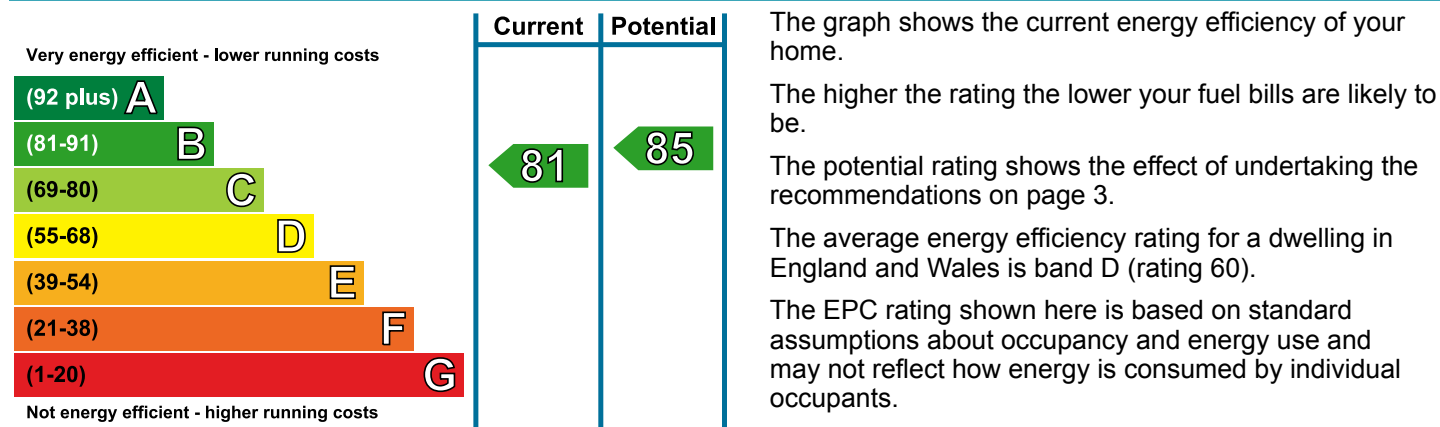 Current Potential
Very energy efficient - lower running costs
(92 plus) A
(81-91) B
(69-80) C
(55-68) D
(39-54) E
(21-38) F
(1-20) G
Not energy efficient - higher running costs
81
85
The graph shows the current energy efficiency of your
home.
The higher the rating the lower your fuel bills are likely to
be.
The potential rating shows the effect of undertaking the
recommendations on page 3.
The average energy efficiency rating for a dwelling in
England and Wales is band D (rating 60).
The EPC rating shown here is based on standard
assumptions about occupancy and energy use and
may not reflect how energy is consumed by individual
occupants.